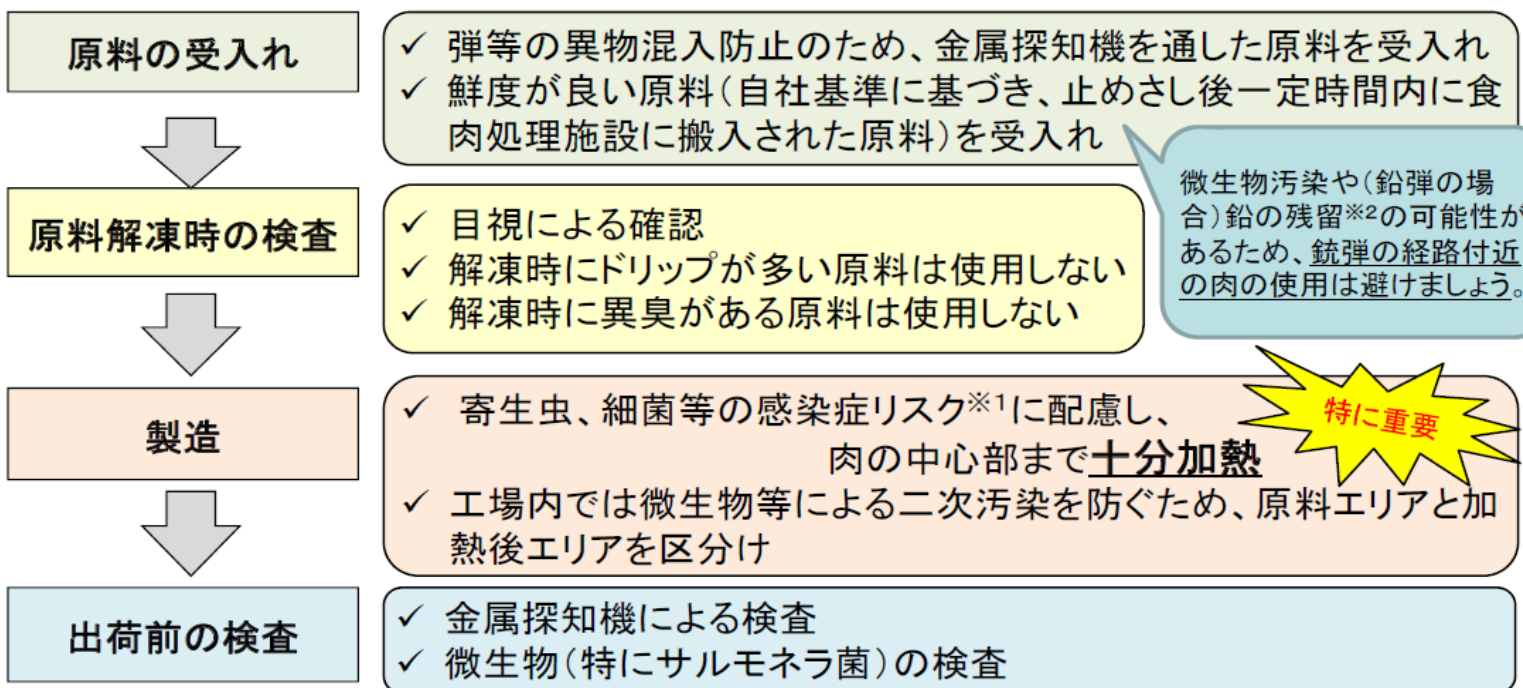 原料の受入れ
✓ 弾等の異物混入防止のため、金属探知機を通した原料を受入れ
✓ 鮮度が良い原料(自社基準に基づき、止めさし後一定時間内に食
肉処理施設に搬入された原料)を受入れ
微生物汚染や(鉛弾の場
合)鉛の残留※2の可能性が
あるため、銃弾の経路付近
の肉の使用は避けましょう。
原料解凍時の検査
✓ 目視による確認
✓ 解凍時にドリップが多い原料は使用しない
✓ 解凍時に異臭がある原料は使用しない
製造
✓ 寄生虫、細菌等の感染症リスク※1に配慮し、
肉の中心部まで十分加熱
特に重要
✓ 工場内では微生物等による二次汚染を防ぐため、原料エリアと加
熱後エリアを区分け
出荷前の検査
✓ 金属探知機による検査
✓ 微生物(特にサルモネラ菌)の検査